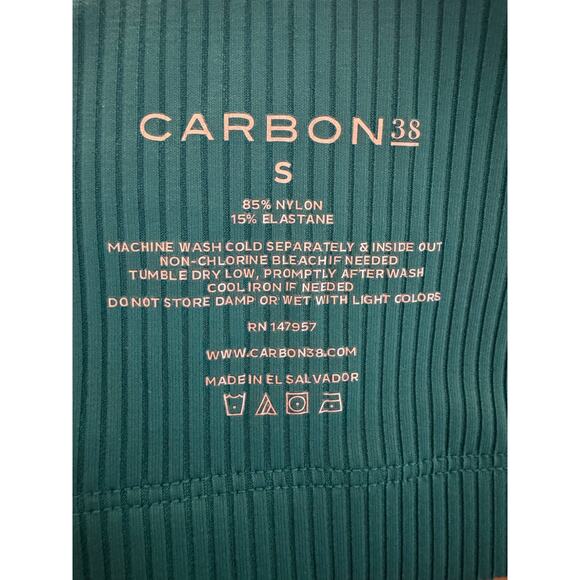 CARBON38
S
85% NYLON
15% ELASTANE
MACHINE WASH COLD SEPARATELY & INSIDE OUT
NON-CHLORINE BLEACH IF NEEDED
TUMBLE DRY LOW, PROMPTLY AFTER WASH
COOL IRON IF NEEDED
DO NOT STORE DAMP OR WET WITH LIGHT COLORS
RN 147957
WWW.CARBON38.COM
MADE IN EL SALVADOR